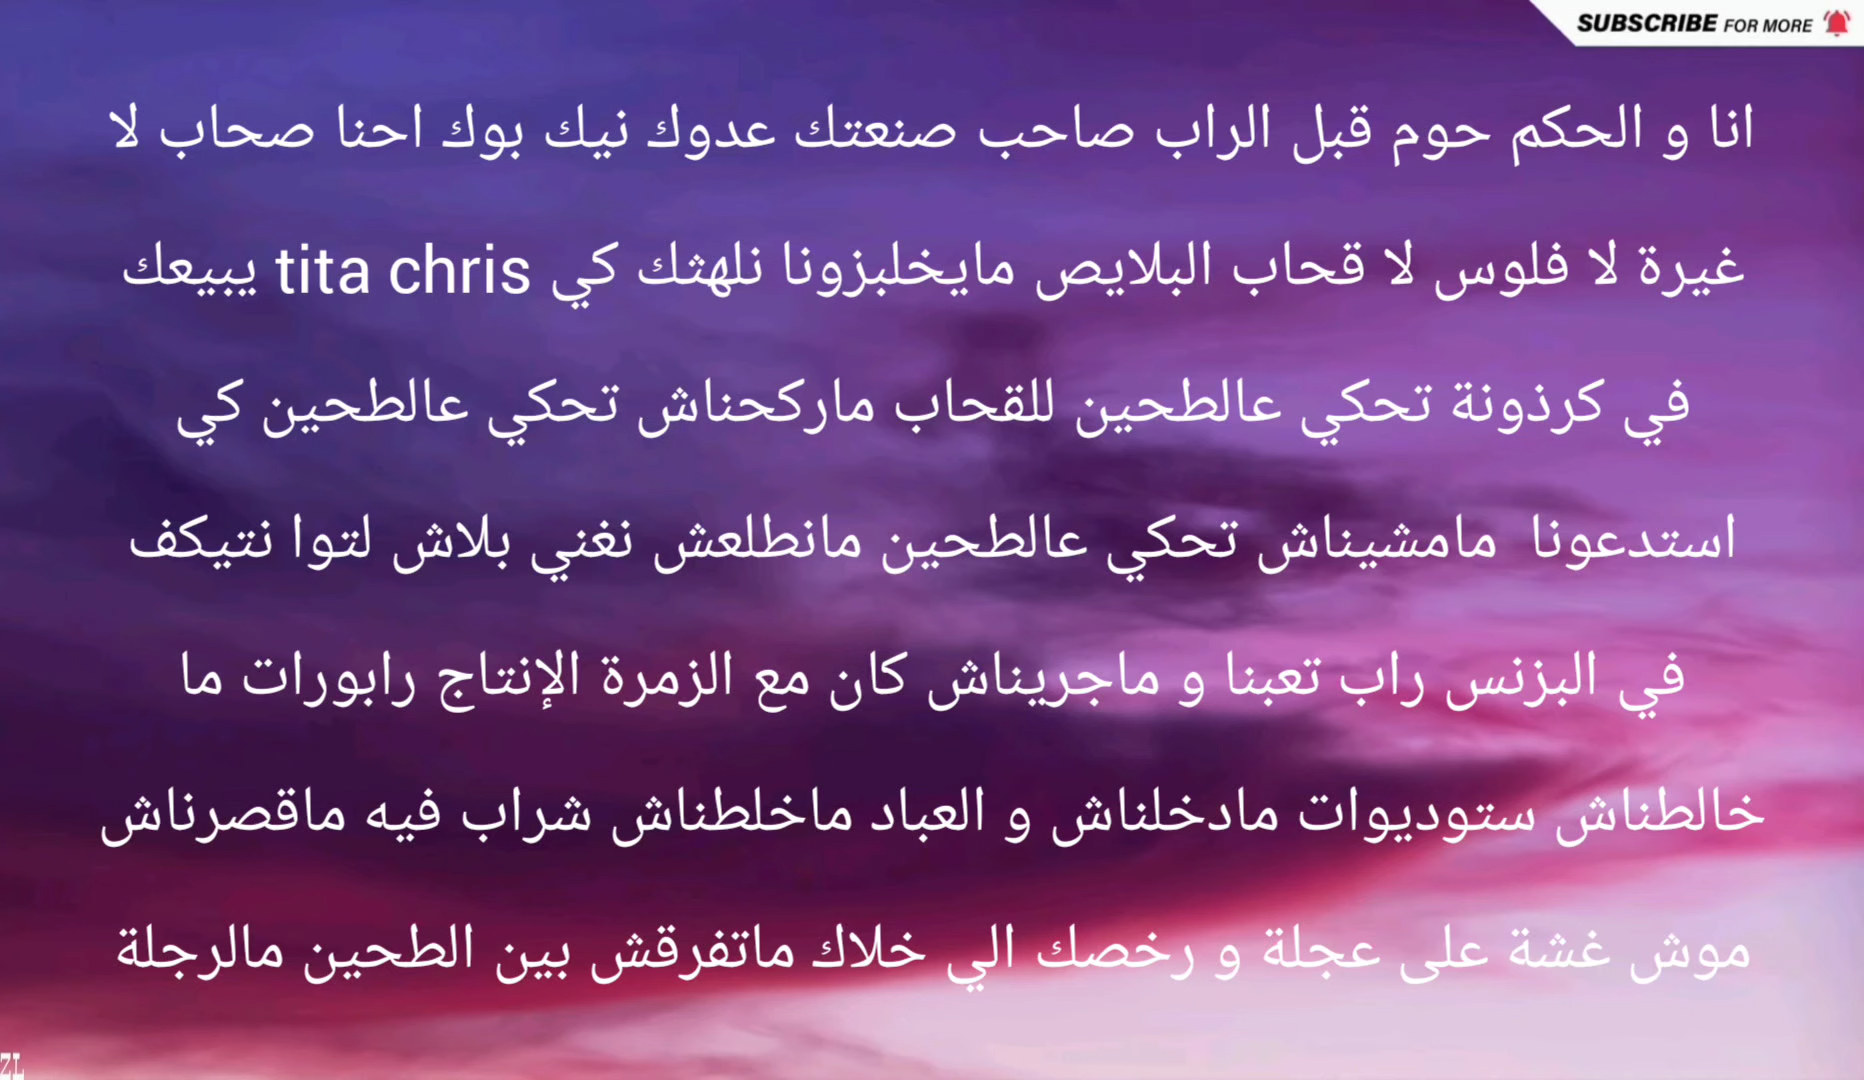 SUBSCRIBE FOR MORE
انا و الحكم حوم قبل الراب صاحب صنعتك عدوك نيك بوك احنا صحاب لا
غيرة لا فلوس لا قحاب البلايص مايخلبزونا نلهثك كي tita chris يبيعك
في كرذونة تحكي عالطحين للقحاب ماركحناش تحكي عالطحين كي
استدعونا مامشيناش تحكي عالطحين مانطلعش نغني بلاش لتوا نتيكف
في البزنس راب تعبنا و ماجريناش كان مع الزمرة الإنتاج رابورات ما
خالطناش ستوديوات مادخلناش و العباد ماخلطناش شراب فيه ماقصرناش
موش غشة على عجلة و رخصك الي خلاك ماتفرقش بين الطحين مالرجلة
ZL